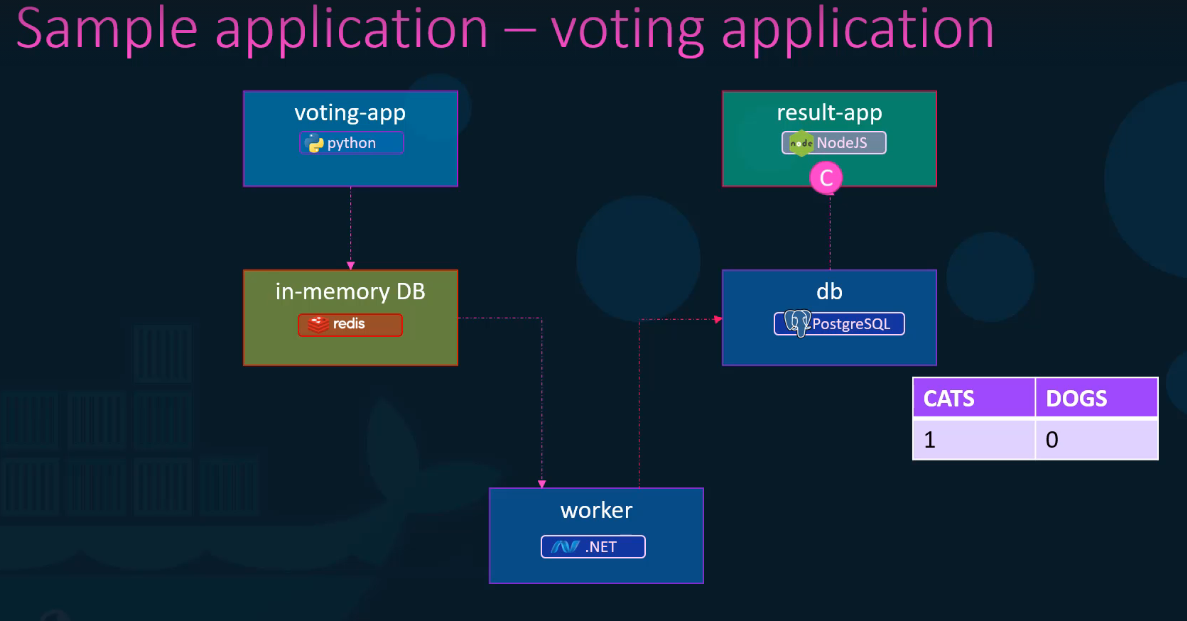 Sample application – voting application
voting-app
python
result-app
node NodeJS
C
in-memory DB
redis
db
PostgreSQL
CATS DOGS
1 0
worker
.NET